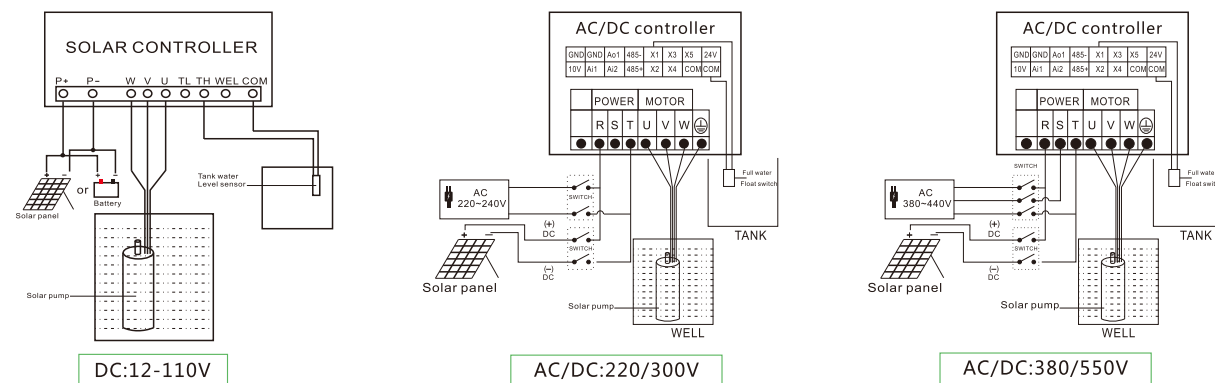 SOLAR CONTROLLER
P+ P- W V U TL TH WEL COM
+ - + -
or
Solar panel
Battery
Tank water
Level sensor
Solar pump
DC:12-110V
AC/DC controller
GND GND Ao1 485- X1 X3 X5 24V
10V Ai1 Ai2 485+ X2 X4 COM COM
POWER MOTOR
R S T U V W
Full water
Float switch
AC
220~240V
SWITCH
(+)
DC
+ -
SWITCH
(-)
DC
Solar panel
TANK
Solar pump
WELL
AC/DC:220/300V
AC/DC controller
GND GND Ao1 485- X1 X3 X5 24V
10V Ai1 Ai2 485+ X2 X4 COM COM
POWER MOTOR
R S T U V W
SWITCH
Full wate
Float swit
AC
380~440V
(+)
DC
+ -
SWITCH
(-)
DC
Solar panel
TANK
Solar pump
WELL
AC/DC:380/550V